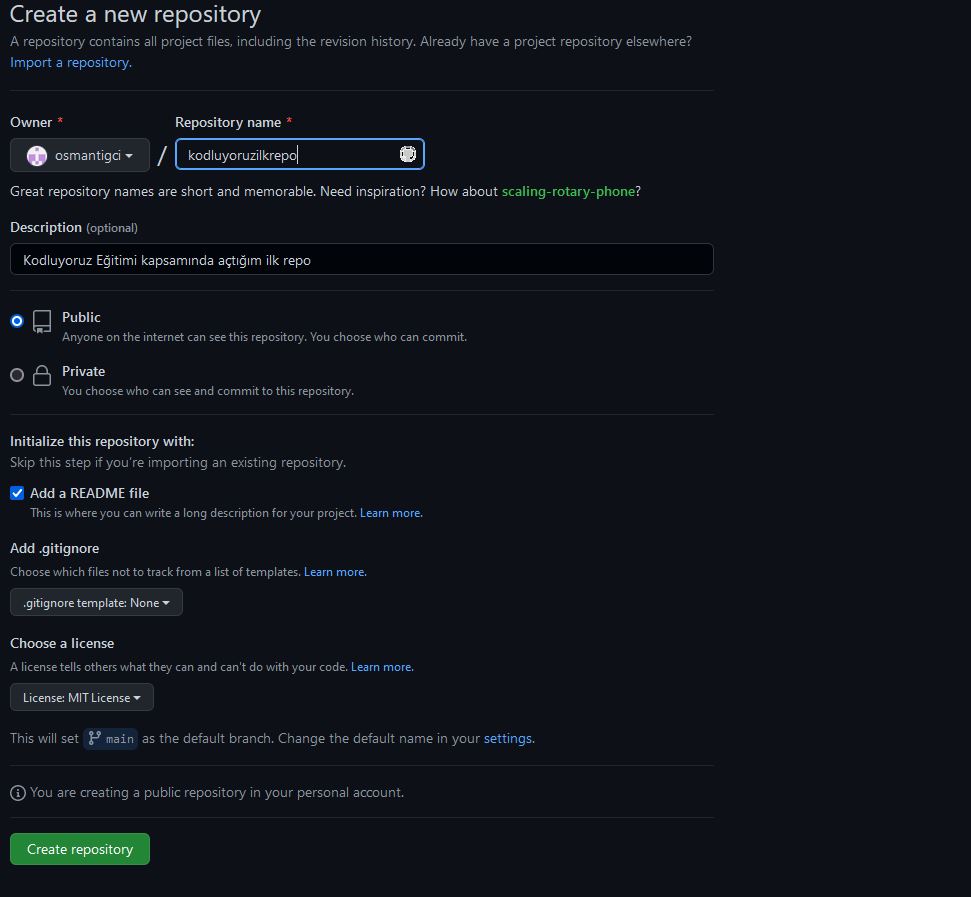 Create a new repository
A repository contains all project files, including the revision history. Already have a project repository elsewhere?
Import a repository.
Owner * Repository name *
osmantigci / kodluyoruzilkrepo
Great repository names are short and memorable. Need inspiration? How about scaling-rotary-phone?
Description (optional)
Kodluyoruz Eğitimi kapsamında açtığım ilk repo
Public
Anyone on the internet can see this repository. You choose who can commit.
Private
You choose who can see and commit to this repository.
Initialize this repository with:
Skip this step if you're importing an existing repository.
Add a README file
This is where you can write a long description for your project. Learn more.
Add .gitignore
Choose which files not to track from a list of templates. Learn more.
.gitignore template: None
Choose a license
A license tells others what they can and can't do with your code. Learn more.
License: MIT License
This will set main as the default branch. Change the default name in your settings.
You are creating a public repository in your personal account.
Create repository